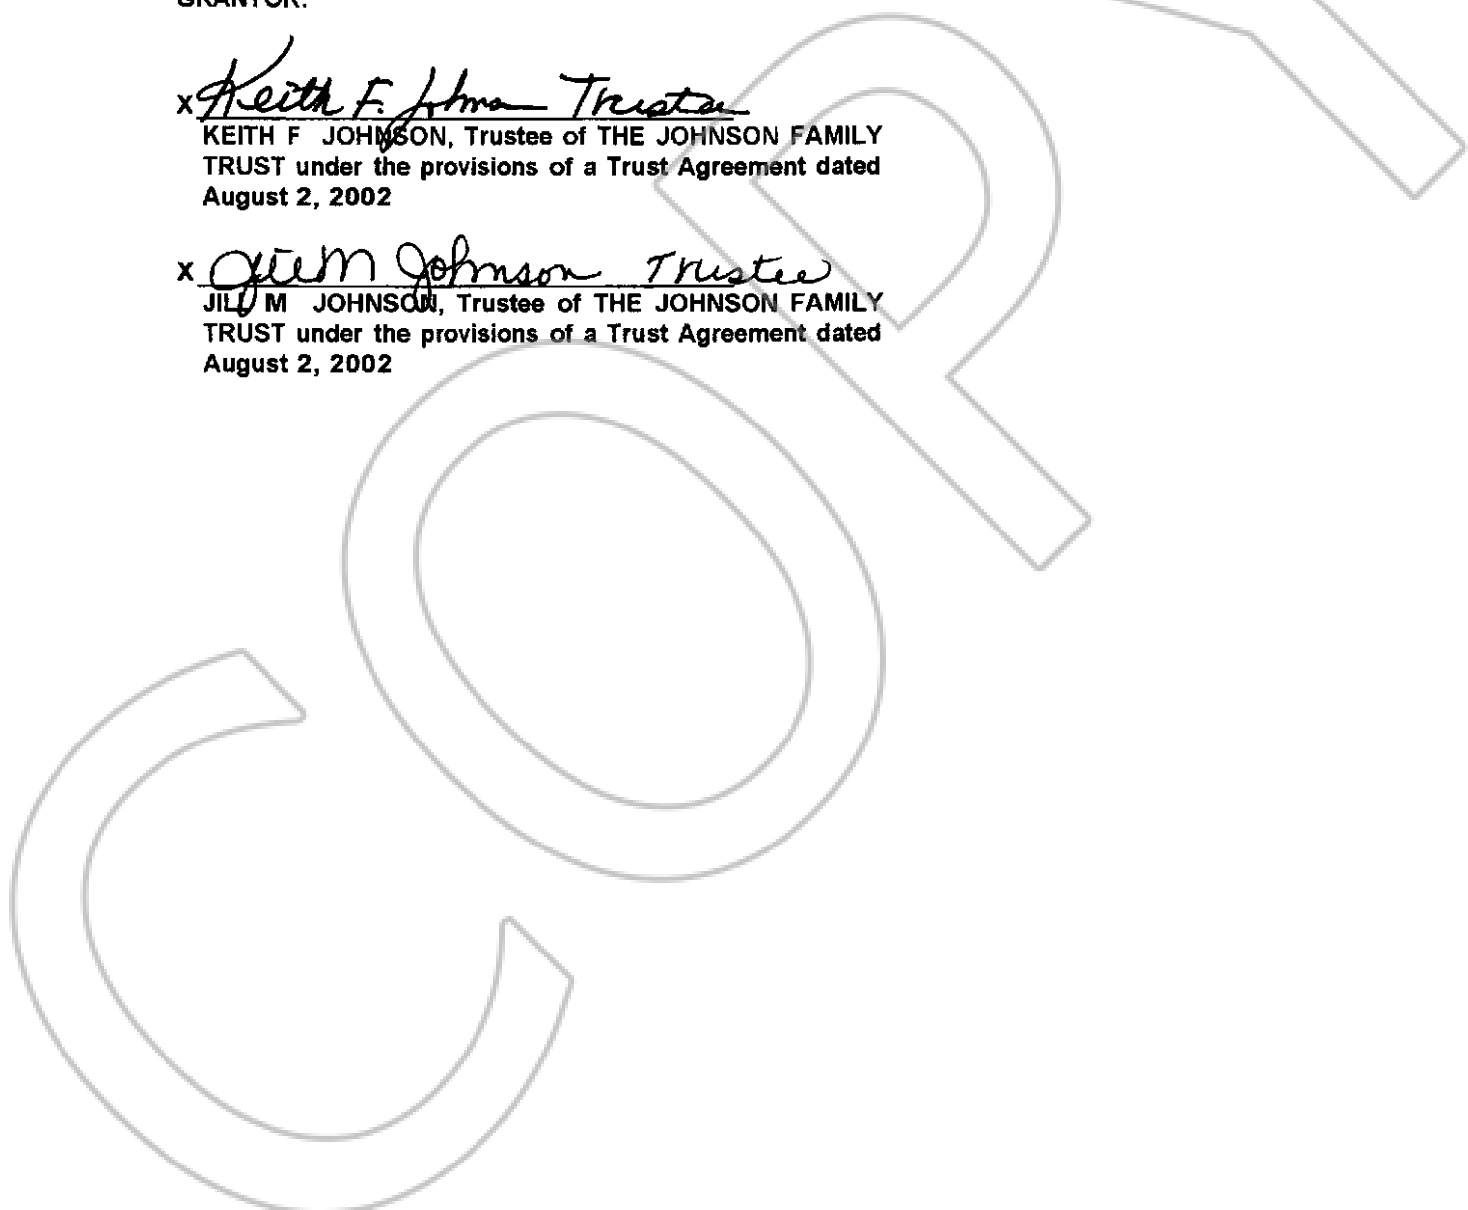 GRANTOR:
x Keith F. Johnson Trustee
KEITH F JOHNSON, Trustee of THE JOHNSON FAMILY
TRUST under the provisions of a Trust Agreement dated
August 2, 2002
x Jill M Johnson Trustee
JILL M JOHNSON, Trustee of THE JOHNSON FAMILY
TRUST under the provisions of a Trust Agreement dated
August 2, 2002
COPY